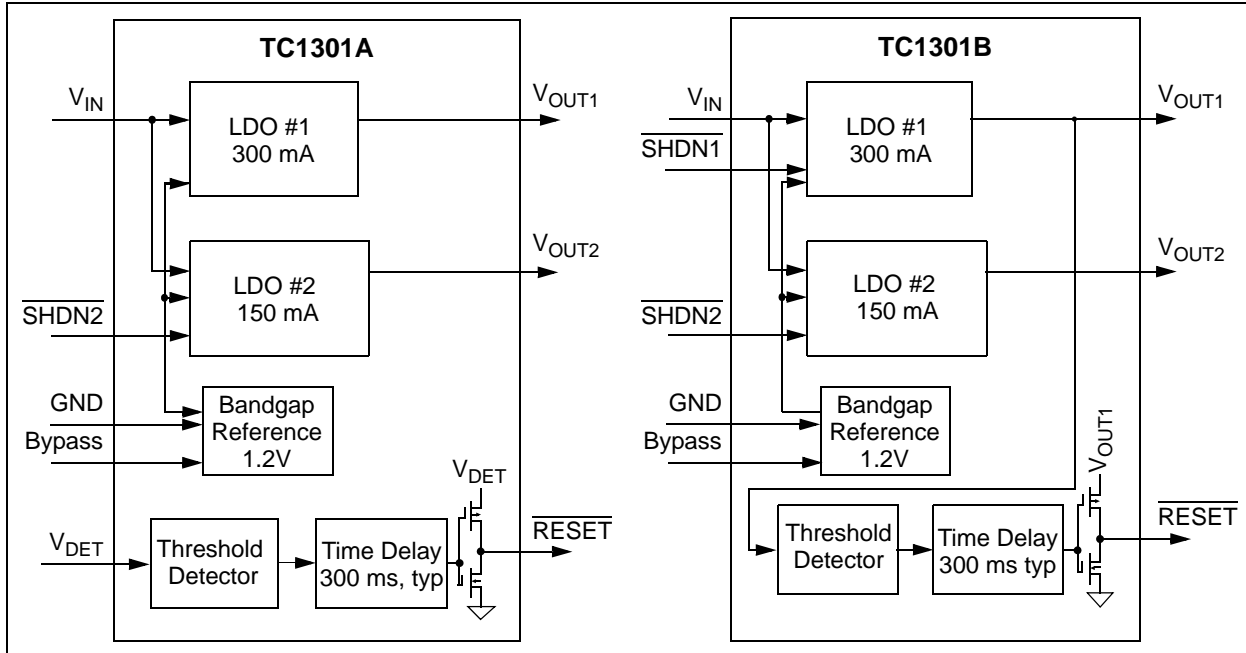 TC1301A
V_IN
LDO #1
300 mA
V_OUT1
LDO #2
150 mA
V_OUT2
SHDN2
GND
Bypass
Bandgap
Reference
1.2V
V_DET
Threshold
Detector
Time Delay
300 ms, typ
V_DET
RESET
TC1301B
V_IN
SHDN1
LDO #1
300 mA
V_OUT1
LDO #2
150 mA
V_OUT2
SHDN2
GND
Bypass
Bandgap
Reference
1.2V
Threshold
Detector
Time Delay
300 ms typ
V_OUT1
RESET